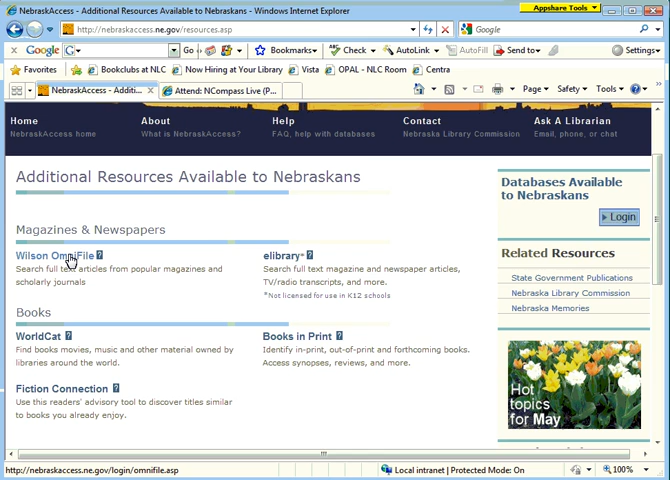 NebraskAccess - Additional Resources Available to Nebraskans - Windows Internet Explorer
Appshare Tools
http://nebraskaccess.ne.gov/resources.asp
Google
Google
Go
Bookmarks
Check
AutoLink
AutoFill
Send to
Settings
Favorites
Bookclubs at NLC
Now Hiring at Your Library
Vista
OPAL - NLC Room
Centra
NebraskAccess - Additi...
Attend: NCompass Live (P...
Page
Safety
Tools
Home
About
Help
Contact
Ask A Librarian
NebraskAccess home
What is NebraskAccess?
FAQ, help with databases
Nebraska Library Commission
Email, phone, or chat
Additional Resources Available to Nebraskans
Magazines & Newspapers
Wilson OmniFile ?
Search full text articles from popular magazines and
scholarly journals
elibrary* ?
Search full text magazine and newspaper articles,
TV/radio transcripts, and more.
*Not licensed for use in K12 schools
Books
WorldCat ?
Find books movies, music and other material owned by
libraries around the world.
Books in Print ?
Identify in-print, out-of-print and forthcoming books.
Access synopses, reviews, and more.
Fiction Connection ?
Use this readers' advisory tool to discover titles similar
to books you already enjoy.
Databases Available
to Nebraskans
Login
Related Resources
State Government Publications
Nebraska Library Commission
Nebraska Memories
Hot
topics
for May
http://nebraskaccess.ne.gov/login/omnifile.asp
Local intranet | Protected Mode: On
100%